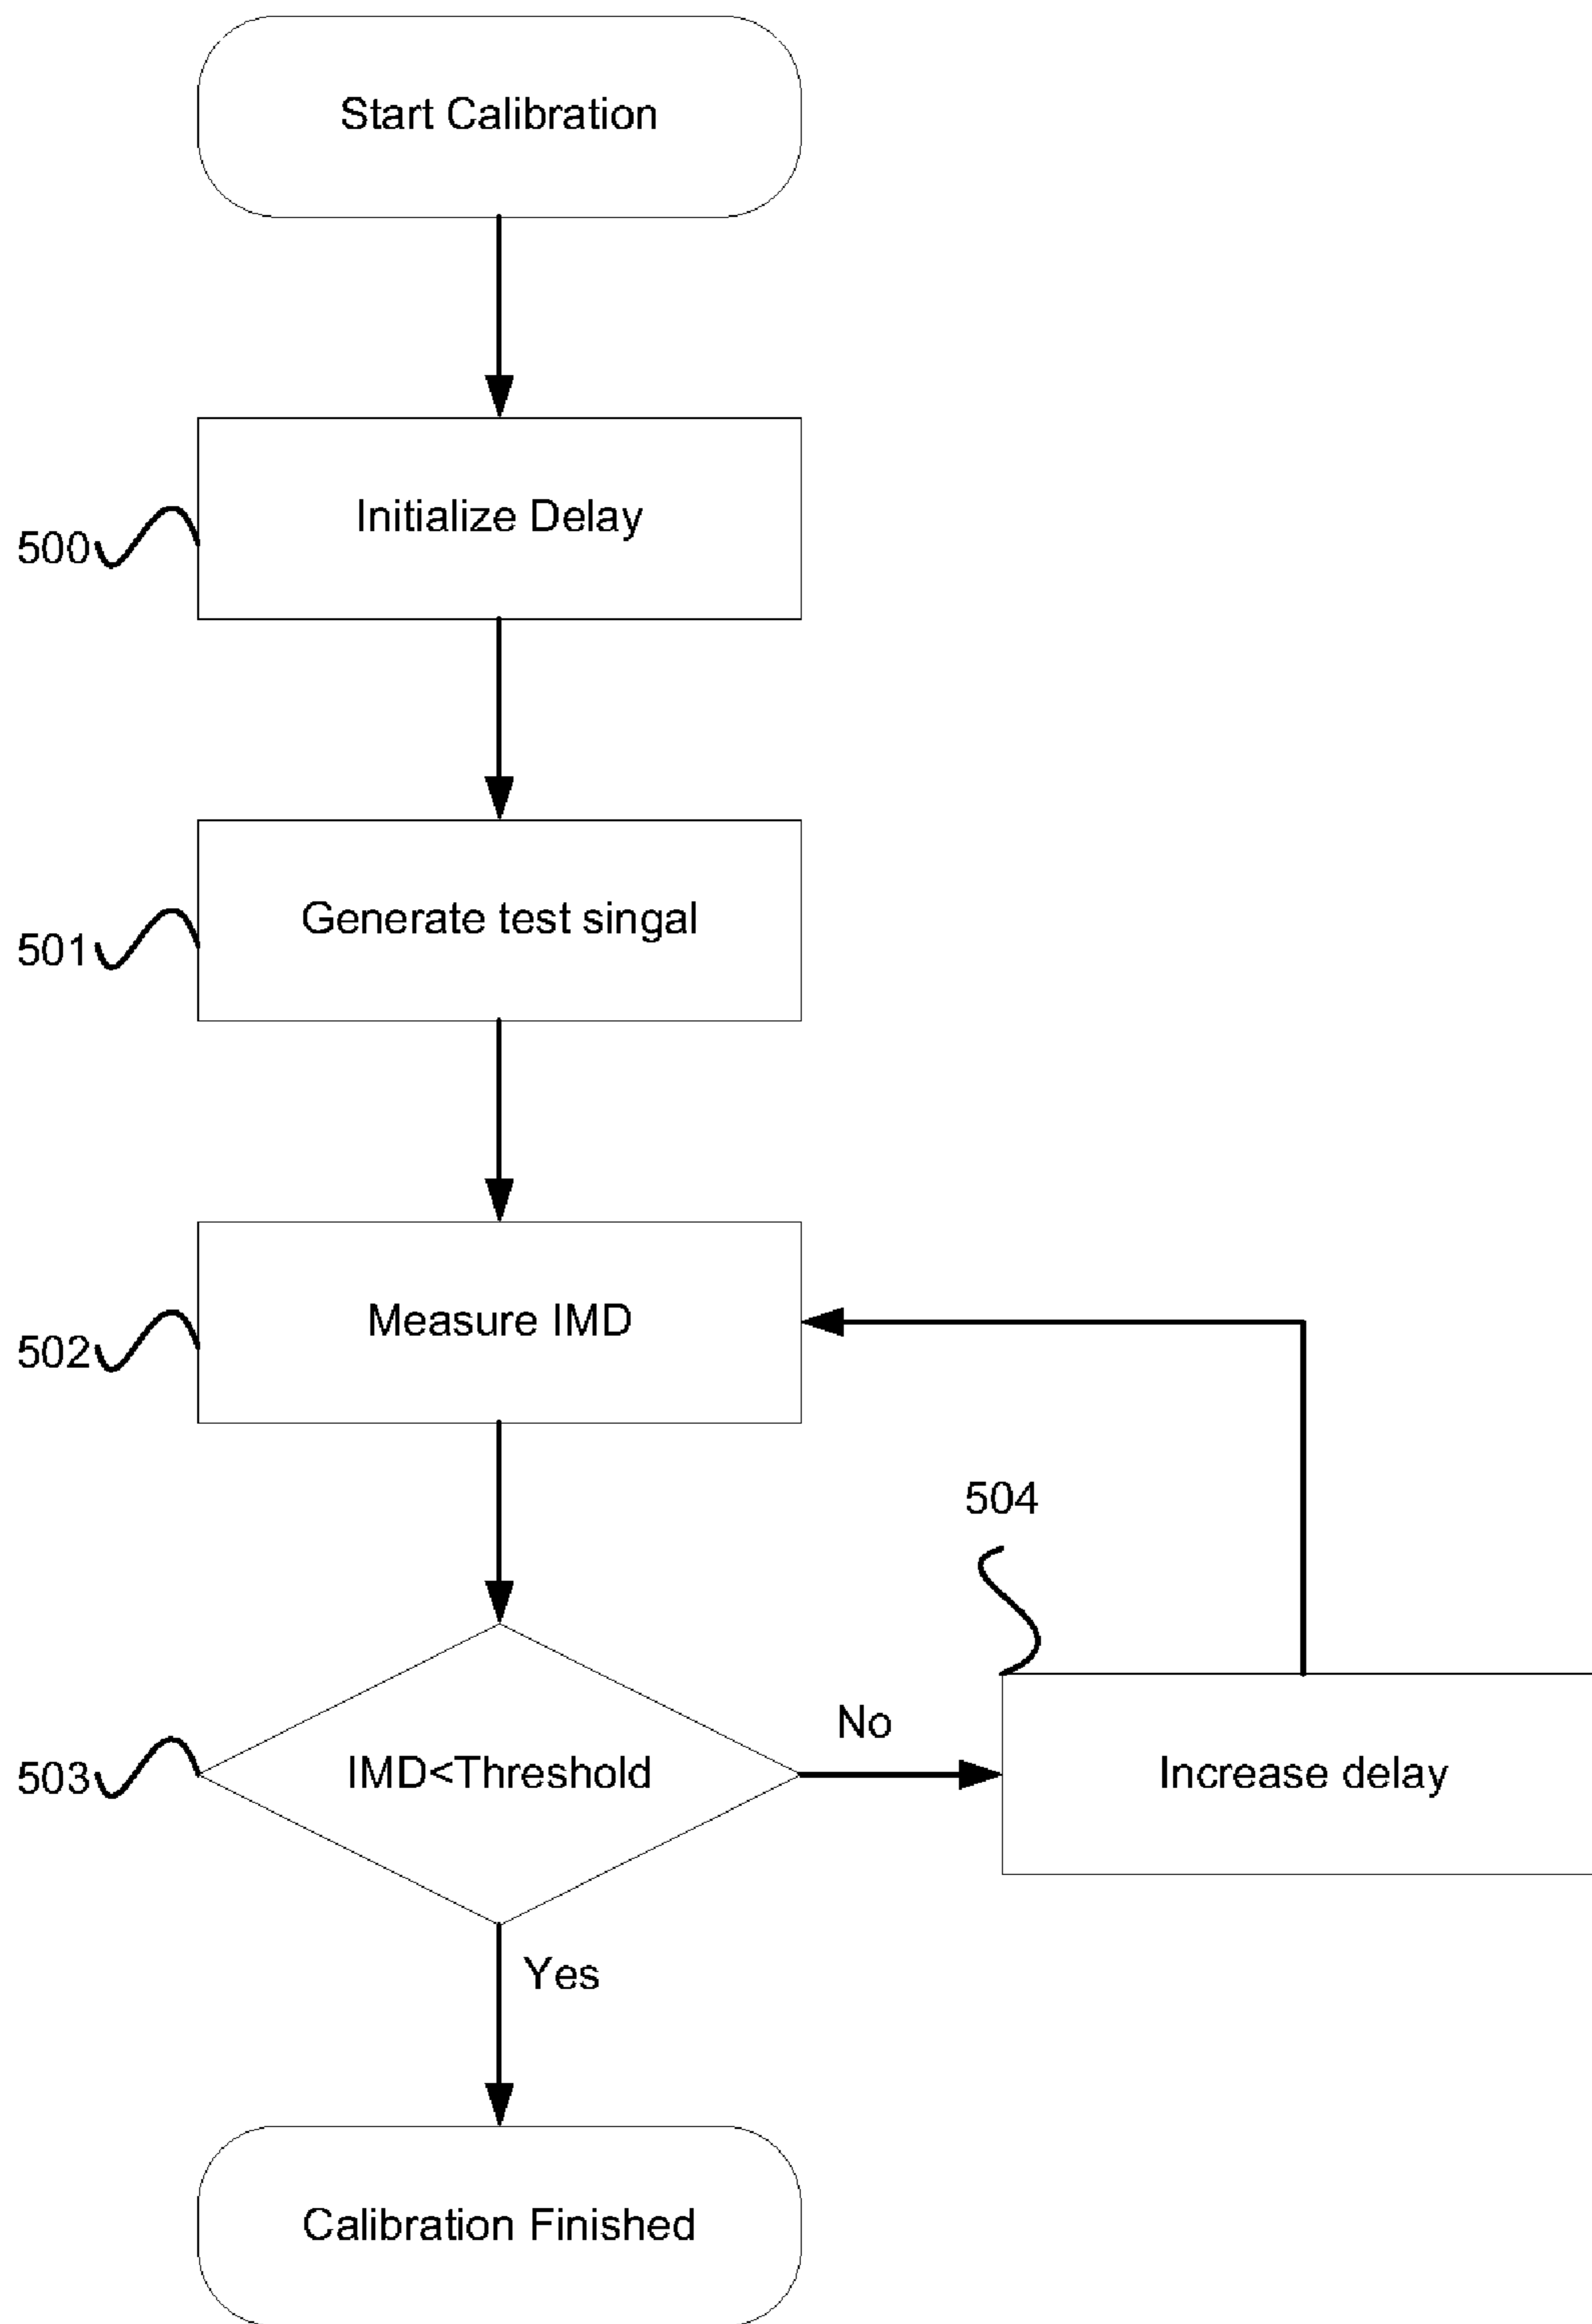 Start Calibration
Initialize Delay
500
Generate test singal
501
Measure IMD
502
504
No
IMD<Threshold
503
Increase delay
Yes
Calibration Finished